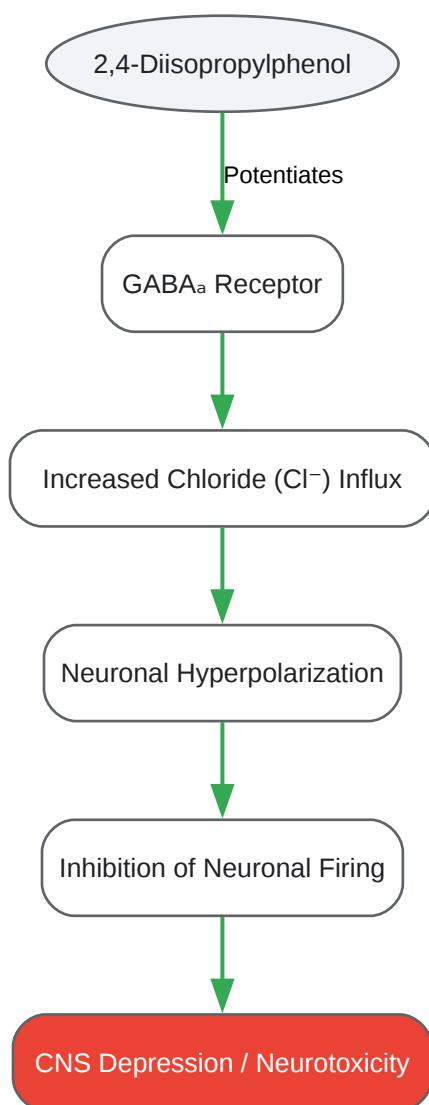 2,4-Diisopropylphenol
Potentiates
GABAₐ Receptor
Increased Chloride (Cl⁻) Influx
Neuronal Hyperpolarization
Inhibition of Neuronal Firing
CNS Depression / Neurotoxicity